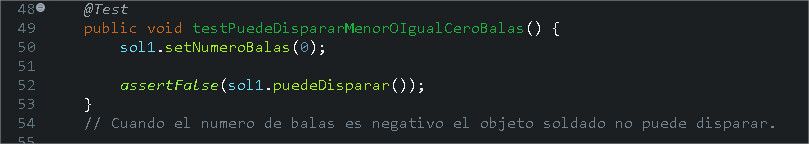 48 @Test
49 public void testPuedeDispararMenorOIgualCeroBalas() {
50 sol1.setNumeroBalas(0);
51
52 assertFalse(sol1.puedeDisparar());
53 }
54 // Cuando el numero de balas es negativo el objeto soldado no puede disparar.
55